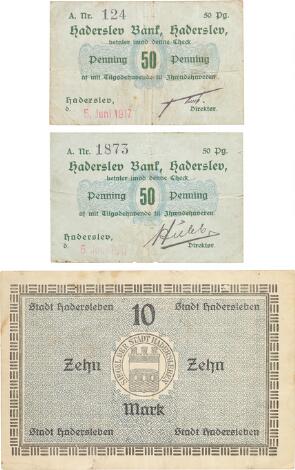 A. Nr. 124 50 Pg.
Haderslev Bank, Haderslev,
betaler imod denne Check
Penning 50 Penning
af mit Tilgodehavende til Ihændehaveren
Haderslev,
d. 5. Juni 1917 Direktor.
A. Nr. 1873 50 Pg.
Haderslev Bank, Haderslev,
betaler imod denne Check
Penning 50 Penning
af mit Tilgodehavende til Ihændehaveren
Haderslev,
d. 5. Direktor.
Stadt Hadersleben 10 Stadt Hadersleben
Zehn Zehn
Mark
Stadt Hadersleben Stadt Hadersleben